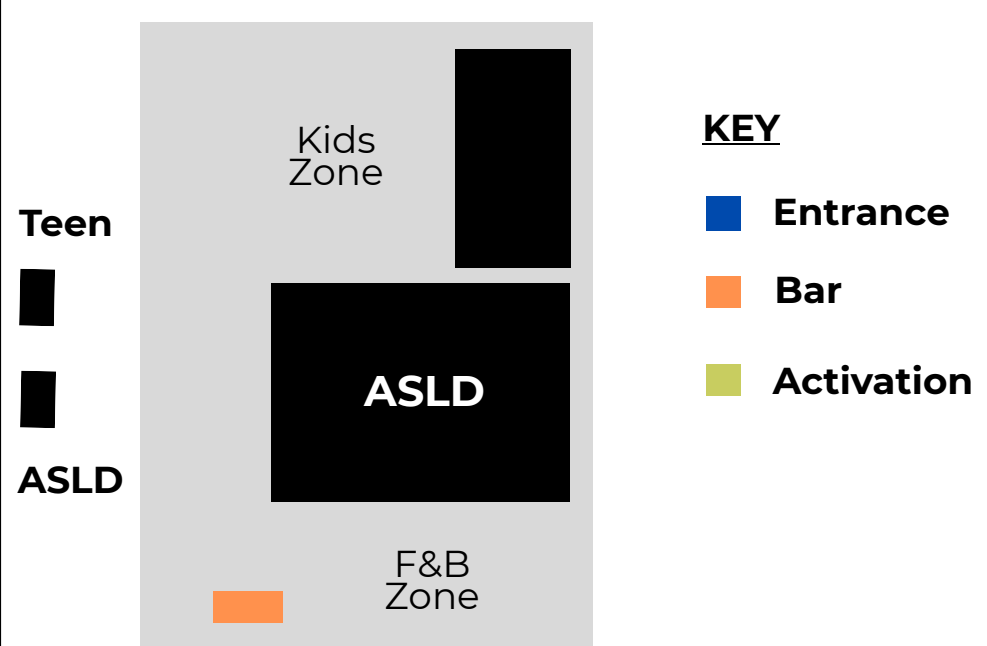 Kids
Zone
Teen
ASLD
ASLD
F&B
Zone
KEY
Entrance
Bar
Activation